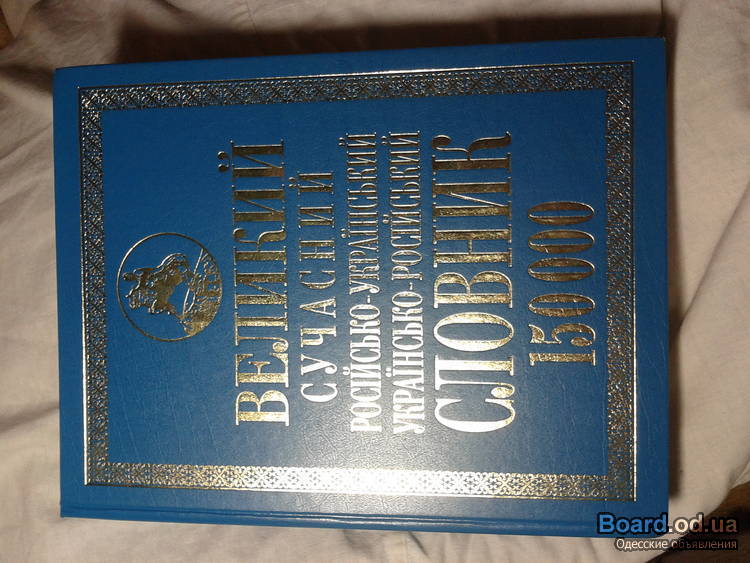 ВЕЛИКИЙ
СУЧАСНИЙ
РОСІЙСЬКО-УКРАЇНСЬКИЙ
УКРАЇНСЬКО-РОСІЙСЬКИЙ
СЛОВНИК
150 000
Board.od.ua
Одесские объявления